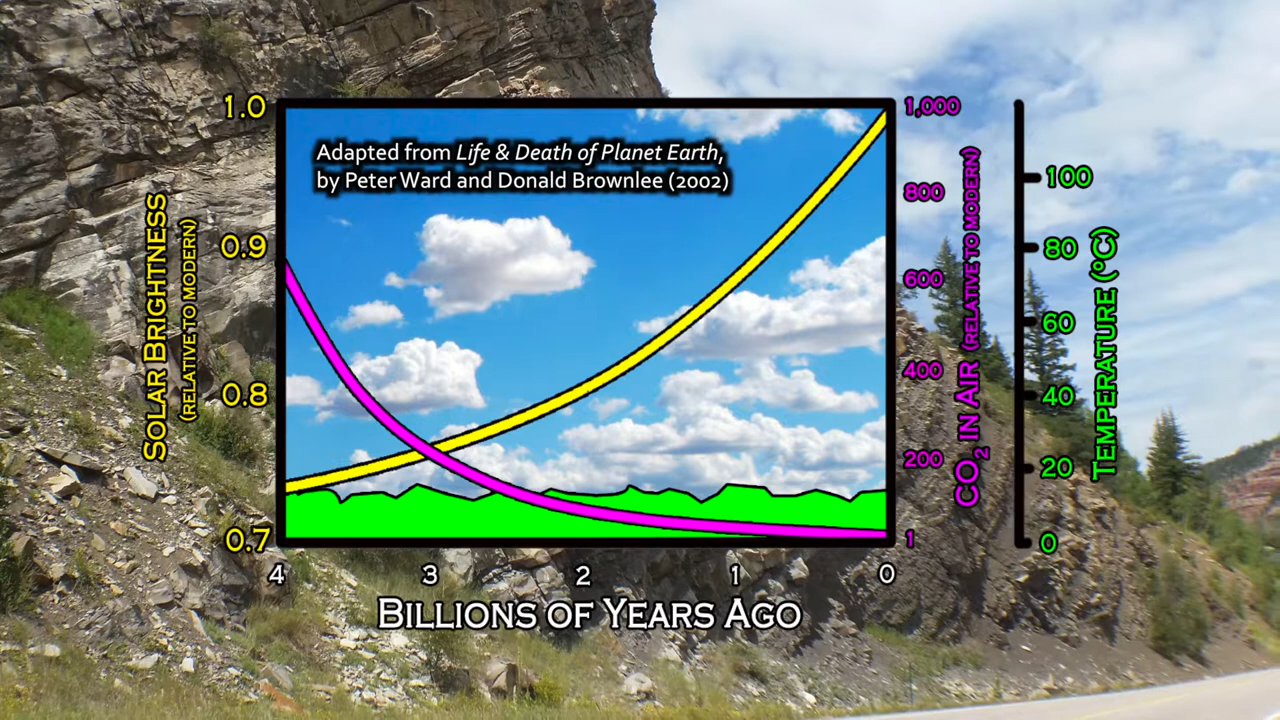 Adapted from Life & Death of Planet Earth,
by Peter Ward and Donald Brownlee (2002)
SOLAR BRIGHTNESS
(RELATIVE TO MODERN)
1.0
0.9
0.8
0.7
4 3 2 1 0
BILLIONS OF YEARS AGO
1,000
800
600
400
200
1
CO₂ IN AIR (RELATIVE TO MODERN)
100
80
60
40
20
0
TEMPERATURE (°C)